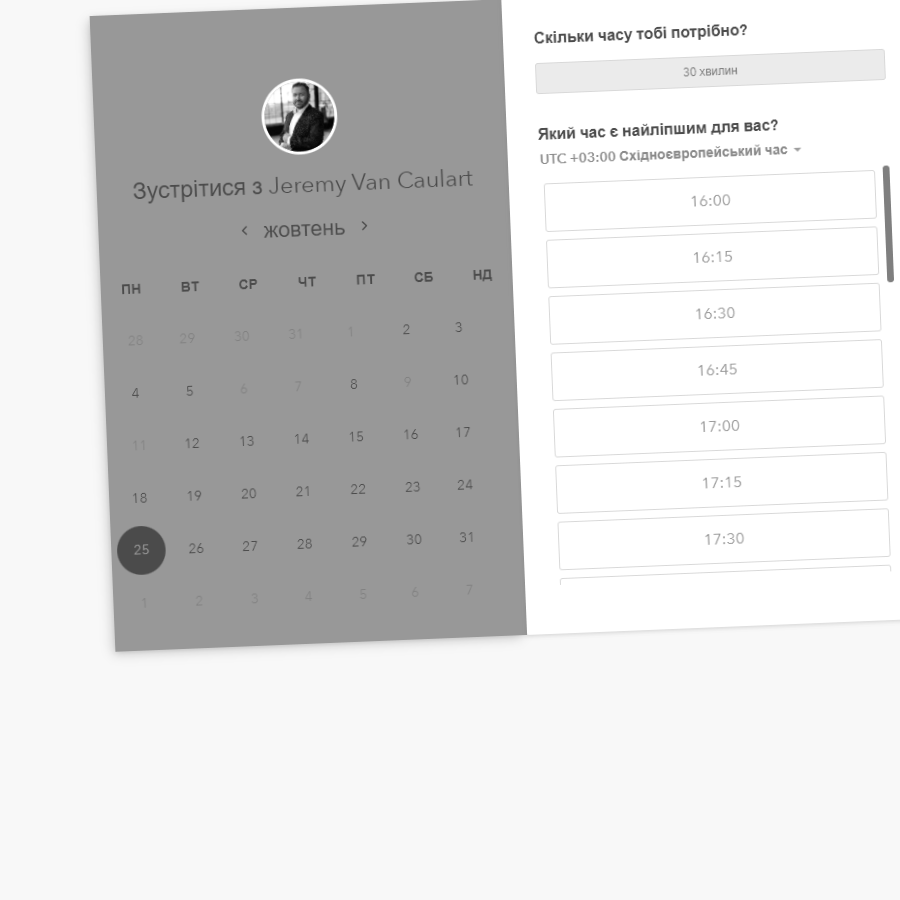 Зустрітися з Jeremy Van Caulart
‹ жовтень ›
ПН ВТ СР ЧТ ПТ СБ НД
28 29 30 31 1 2 3
4 5 6 7 8 9 10
11 12 13 14 15 16 17
18 19 20 21 22 23 24
25 26 27 28 29 30 31
1 2 3 4 5 6 7
Скільки часу тобі потрібно?
30 хвилин
Який час є найліпшим для вас?
UTC +03:00 Східноєвропейський час
16:00
16:15
16:30
16:45
17:00
17:15
17:30